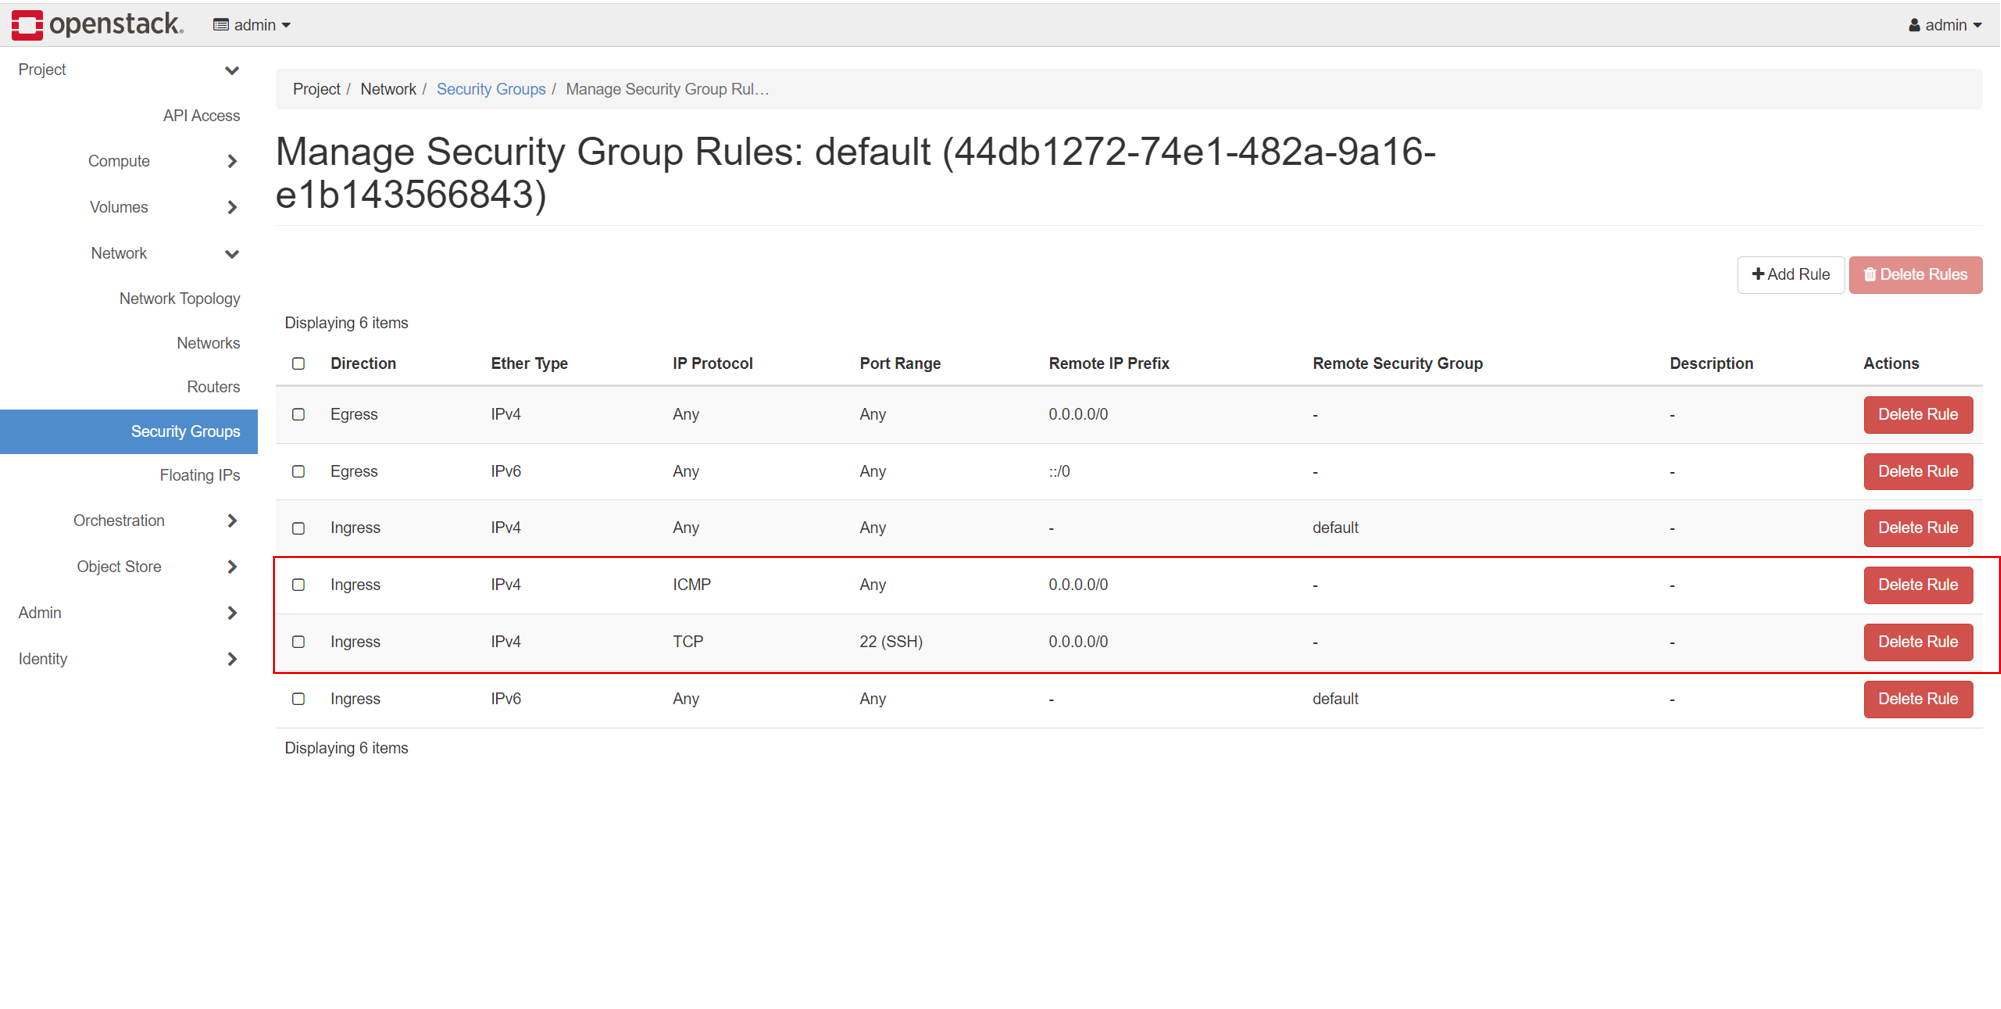 openstack. admin admin
Project
API Access
Compute
Volumes
Network
Network Topology
Networks
Routers
Security Groups
Floating IPs
Orchestration
Object Store
Admin
Identity
Project / Network / Security Groups / Manage Security Group Rul…
Manage Security Group Rules: default (44db1272-74e1-482a-9a16-
e1b143566843)
Add Rule Delete Rules
Displaying 6 items
Direction Ether Type IP Protocol Port Range Remote IP Prefix Remote Security Group Description Actions
Egress IPv4 Any Any 0.0.0.0/0 - - Delete Rule
Egress IPv6 Any Any ::/0 - - Delete Rule
Ingress IPv4 Any Any - default - Delete Rule
Ingress IPv4 ICMP Any 0.0.0.0/0 - - Delete Rule
Ingress IPv4 TCP 22 (SSH) 0.0.0.0/0 - - Delete Rule
Ingress IPv6 Any Any - default - Delete Rule
Displaying 6 items